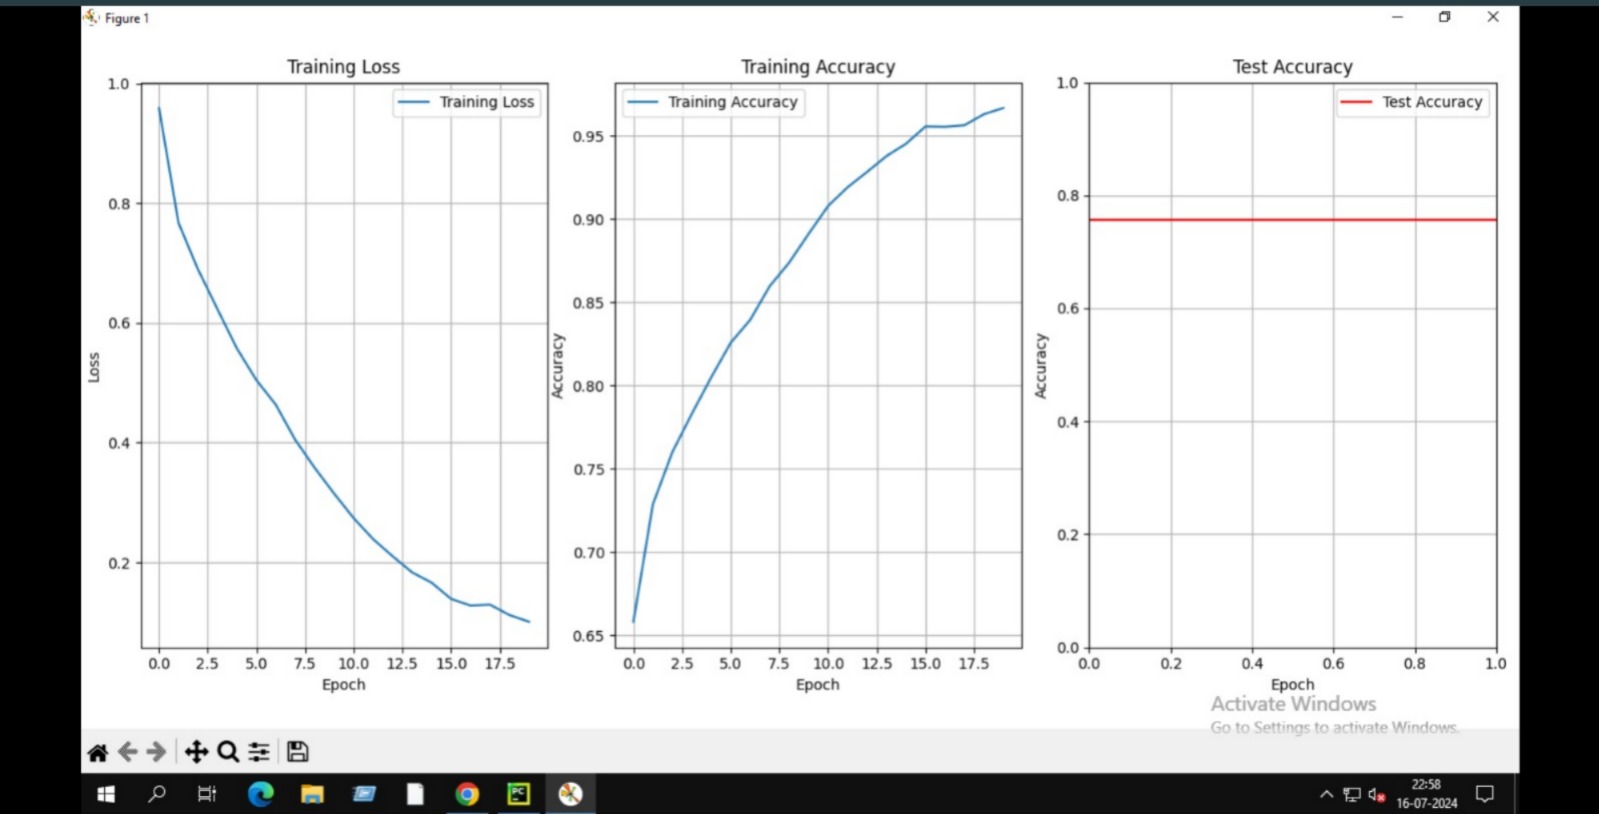 Figure 1
Training Loss
Training Loss
1.0
0.8
0.6
0.4
0.2
Loss
0.0 2.5 5.0 7.5 10.0 12.5 15.0 17.5
Epoch
Training Accuracy
Training Accuracy
0.95
0.90
0.85
0.80
0.75
0.70
0.65
Accuracy
0.0 2.5 5.0 7.5 10.0 12.5 15.0 17.5
Epoch
Test Accuracy
Test Accuracy
1.0
0.8
0.6
0.4
0.2
0.0
Accuracy
0.0 0.2 0.4 0.6 0.8 1.0
Epoch
Activate Windows
Go to Settings to activate Windows.
PC
22:58
16-07-2024